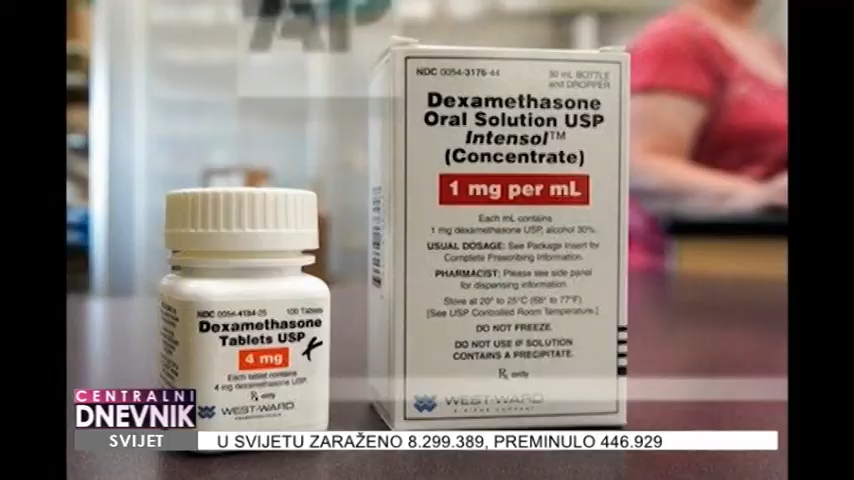 AP
NDC 0054-3176-44
30 mL BOTTLE
and DROPPER
Dexamethasone
Oral Solution USP
Intensol™
(Concentrate)
1 mg per mL
Each mL contains
1 mg dexamethasone USP, alcohol 30%
USUAL DOSAGE: See Package Insert for
Complete Prescribing Information.
PHARMACIST: Please see side panel
for dispensing information.
Store at 20° to 25°C (68° to 77°F)
[See USP Controlled Room Temperature.]
DO NOT FREEZE.
DO NOT USE IF SOLUTION
CONTAINS A PRECIPITATE.
Rx only
WEST-WARD
NDC 0054-4184-25 100 Tablets
Dexamethasone
Tablets USP
4 mg
Each tablet contains
4 mg dexamethasone USP
Rx only
WEST-WARD
CENTRALNI
DNEVNIK
SVIJET
U SVIJETU ZARAŽENO 8.299.389, PREMINULO 446.929